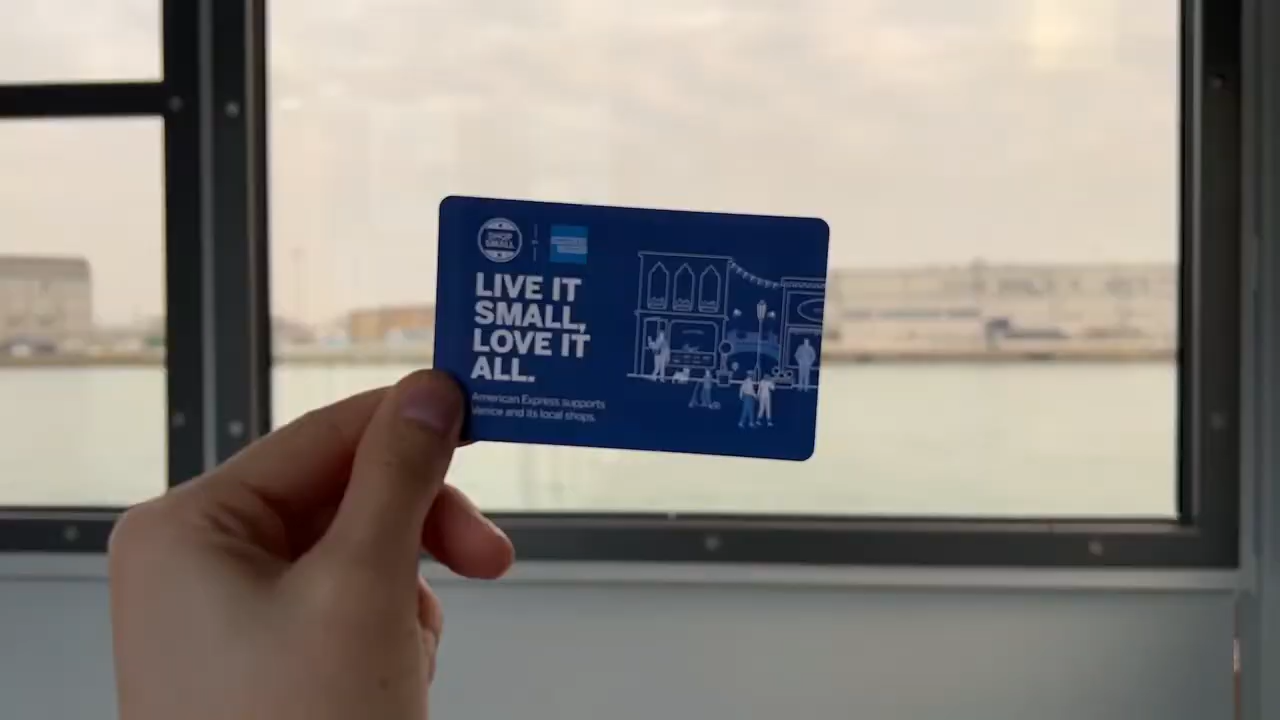 SHOP
SMALL
LIVE IT
SMALL,
LOVE IT
ALL.
American Express supports
Venice and its local shops.